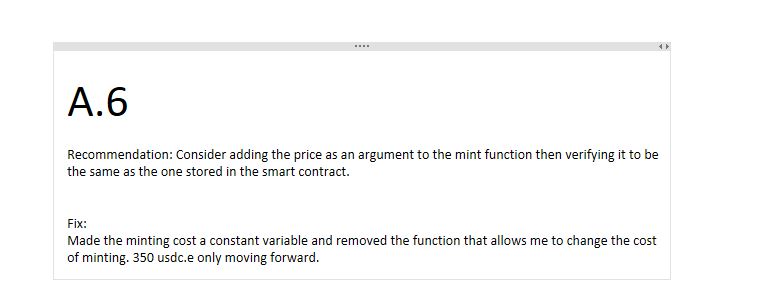 A.6
Recommendation: Consider adding the price as an argument to the mint function then verifying it to be
the same as the one stored in the smart contract.
Fix:
Made the minting cost a constant variable and removed the function that allows me to change the cost
of minting. 350 usdc.e only moving forward.